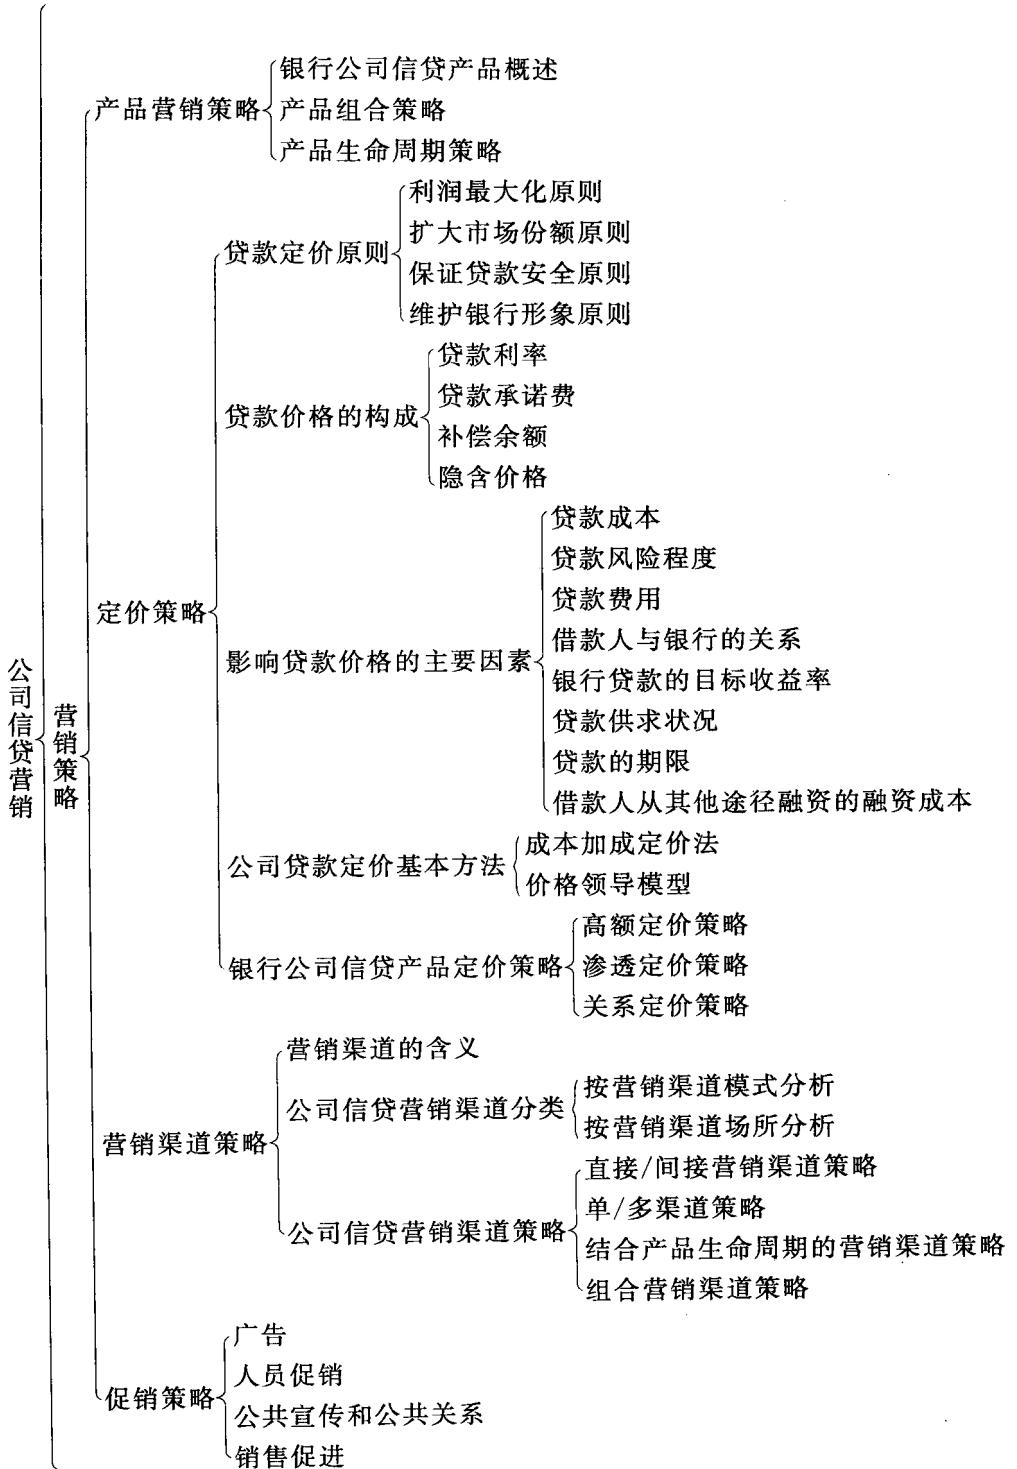 公司信贷营销
营销策略
产品营销策略
银行公司信贷产品概述
产品组合策略
产品生命周期策略
定价策略
贷款定价原则
利润最大化原则
扩大市场份额原则
保证贷款安全原则
维护银行形象原则
贷款价格的构成
贷款利率
贷款承诺费
补偿余额
隐含价格
影响贷款价格的主要因素
贷款成本
贷款风险程度
贷款费用
借款人与银行的关系
银行贷款的目标收益率
贷款供求状况
贷款的期限
借款人从其他途径融资的融资成本
公司贷款定价基本方法
成本加成定价法
价格领导模型
银行公司信贷产品定价策略
高额定价策略
渗透定价策略
关系定价策略
营销渠道策略
营销渠道的含义
公司信贷营销渠道分类
按营销渠道模式分析
按营销渠道场所分析
公司信贷营销渠道策略
直接/间接营销渠道策略
单/多渠道策略
结合产品生命周期的营销渠道策略
组合营销渠道策略
促销策略
广告
人员促销
公共宣传和公共关系
销售促进